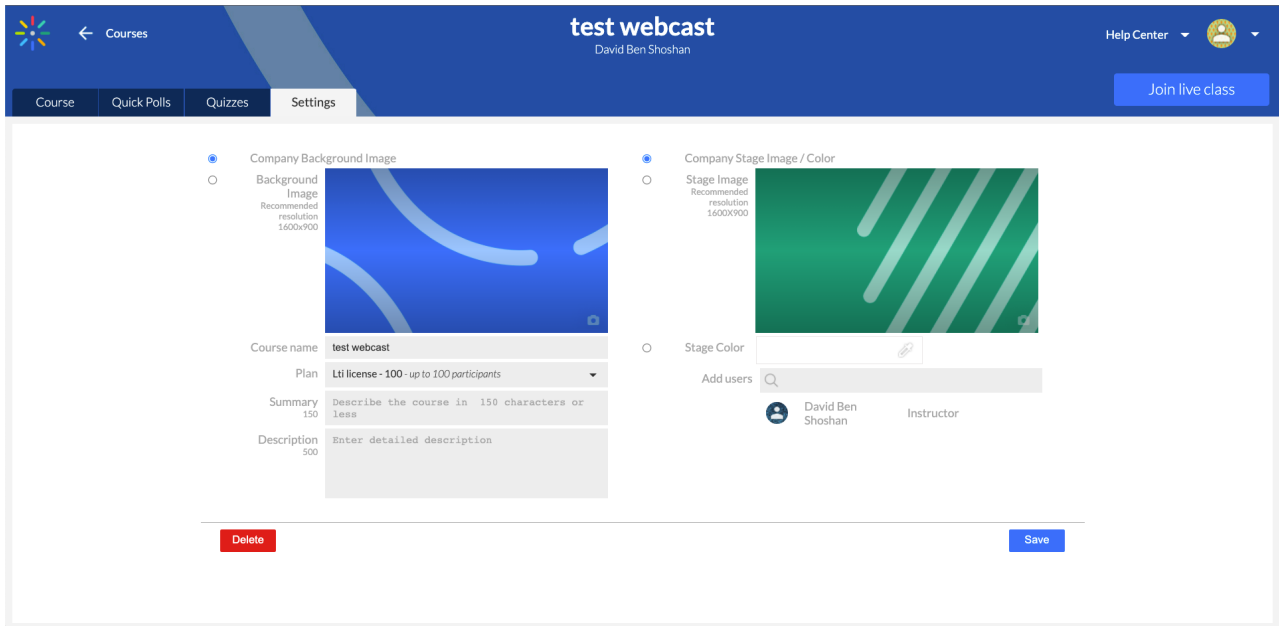 Courses
test webcast
David Ben Shoshan
Help Center
Join live class
Course
Quick Polls
Quizzes
Settings
Company Background Image
Background
Image
Recommended
resolution
1600x900
Course name
test webcast
Plan
Lti license - 100 - up to 100 participants
Summary
150
Describe the course in 150 characters or
less
Description
500
Enter detailed description
Company Stage Image / Color
Stage Image
Recommended
resolution
1600X900
Stage Color
Add users
David Ben
Shoshan
Instructor
Delete
Save